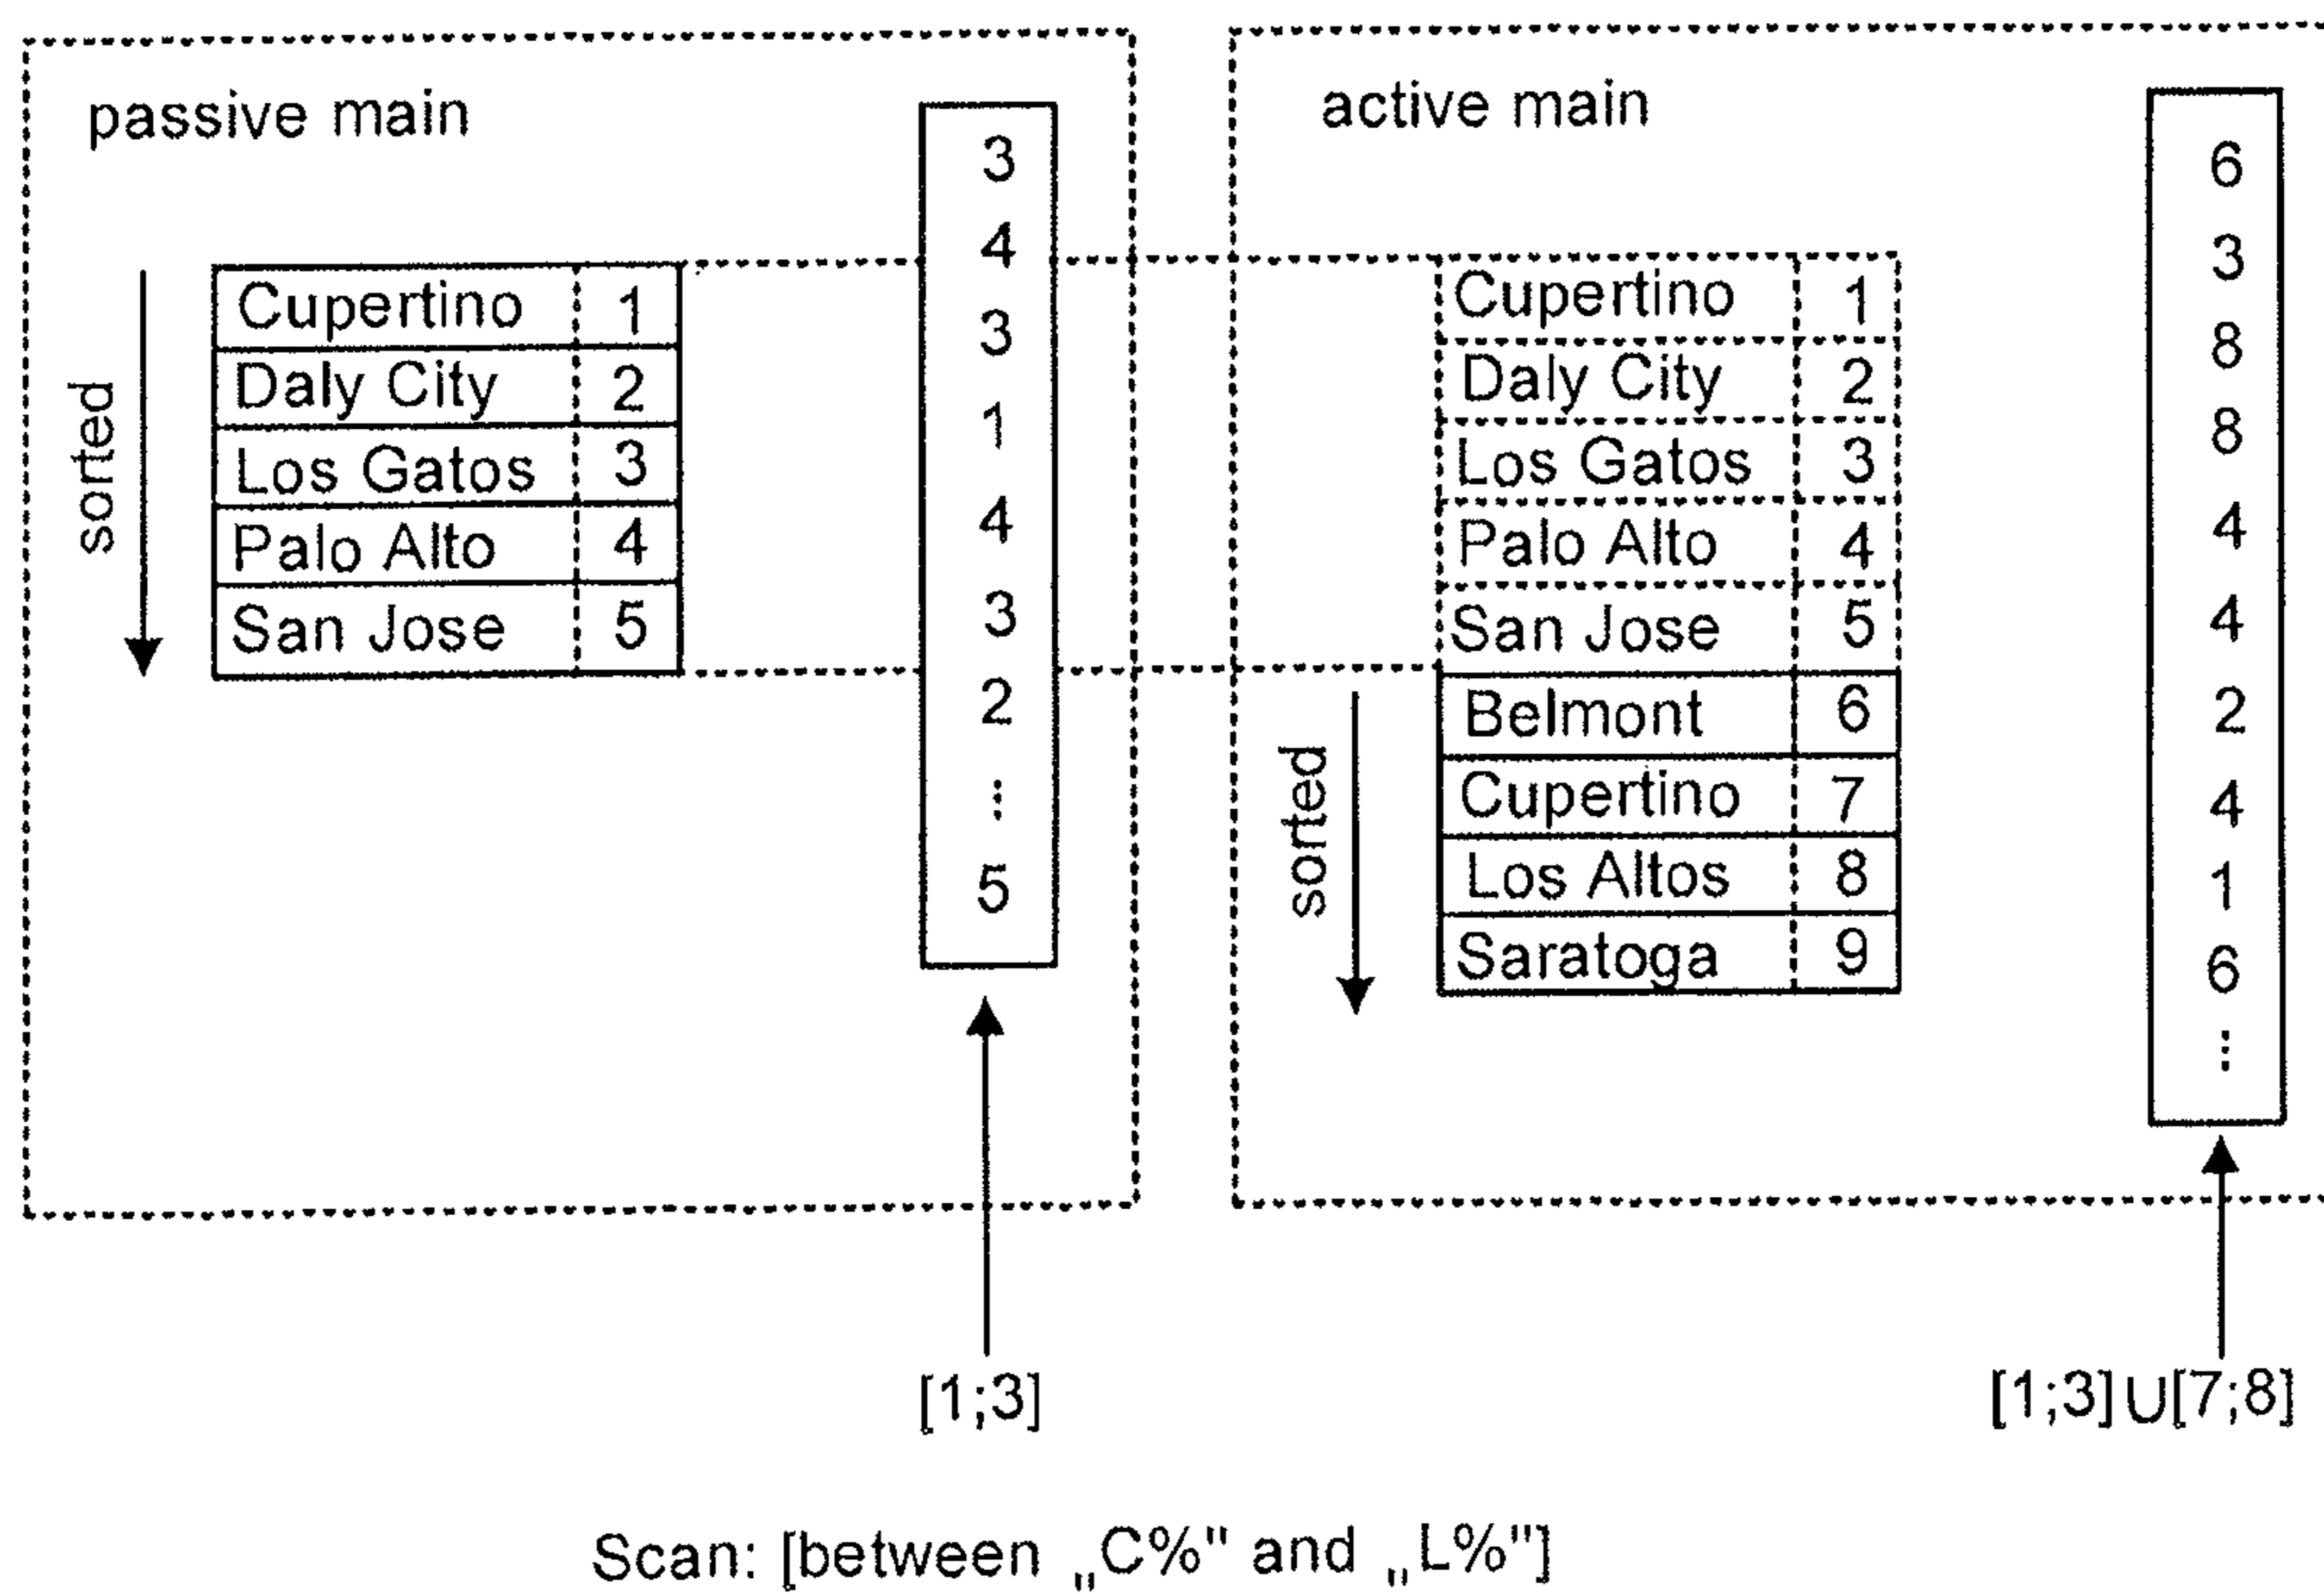 passive main
sorted
Cupertino 1
Daly City 2
Los Gatos 3
Palo Alto 4
San Jose 5
3
4
3
1
4
3
2
⋮
5
[1;3]
active main
Cupertino 1
Daly City 2
Los Gatos 3
Palo Alto 4
San Jose 5
sorted
Belmont 6
Cupertino 7
Los Altos 8
Saratoga 9
6
3
8
8
4
4
2
4
1
6
⋮
[1;3]U[7;8]
Scan: [between „C%" and „L%"]